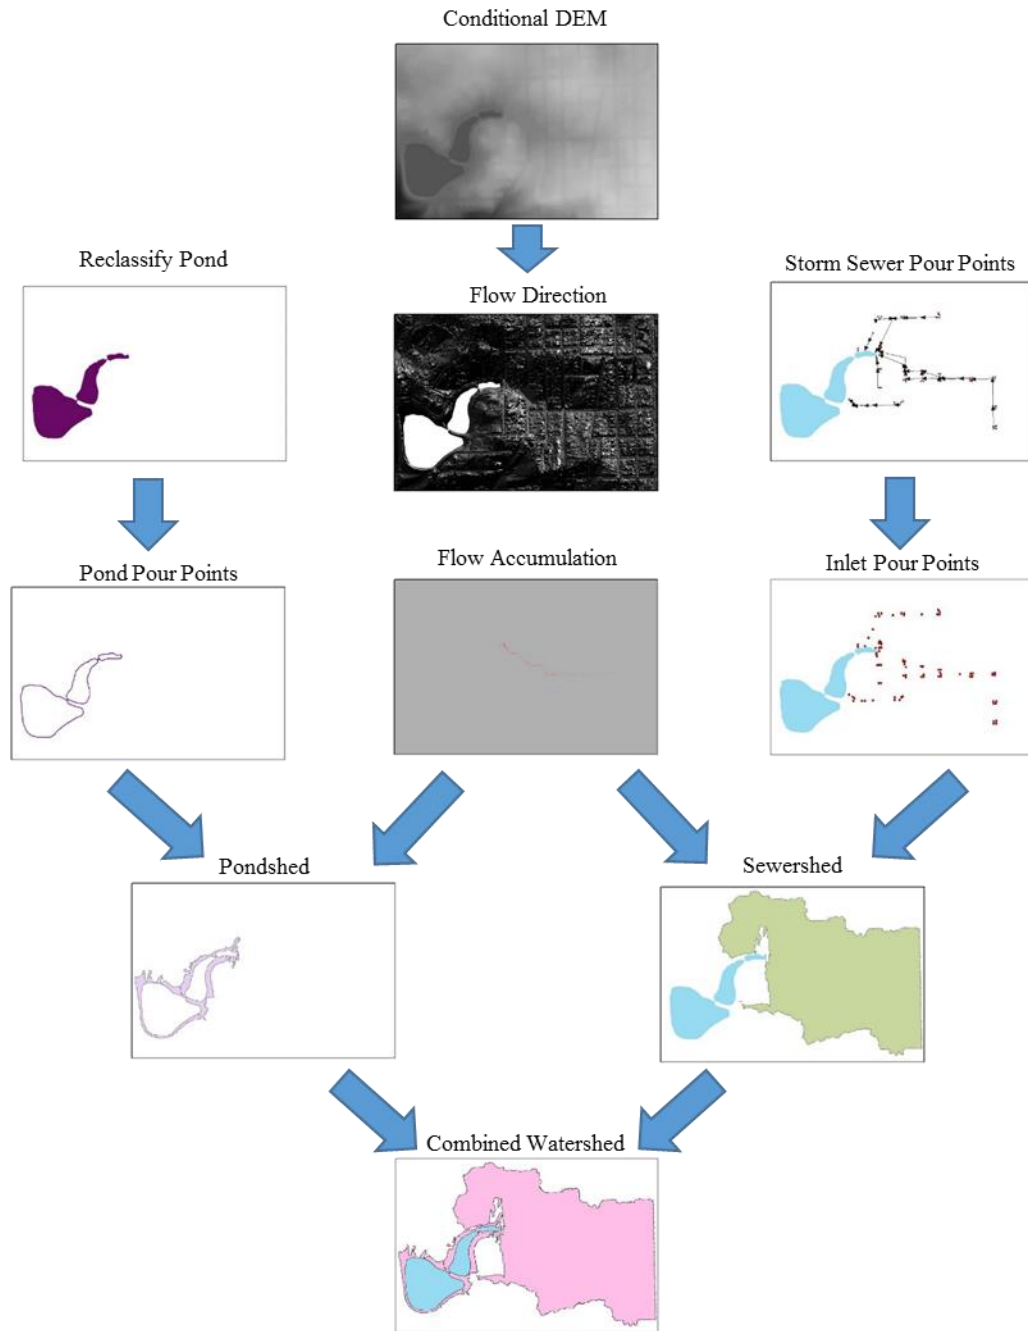 Conditional DEM
Reclassify Pond
Flow Direction
Storm Sewer Pour Points
Pond Pour Points
Flow Accumulation
Inlet Pour Points
Pondshed
Sewershed
Combined Watershed